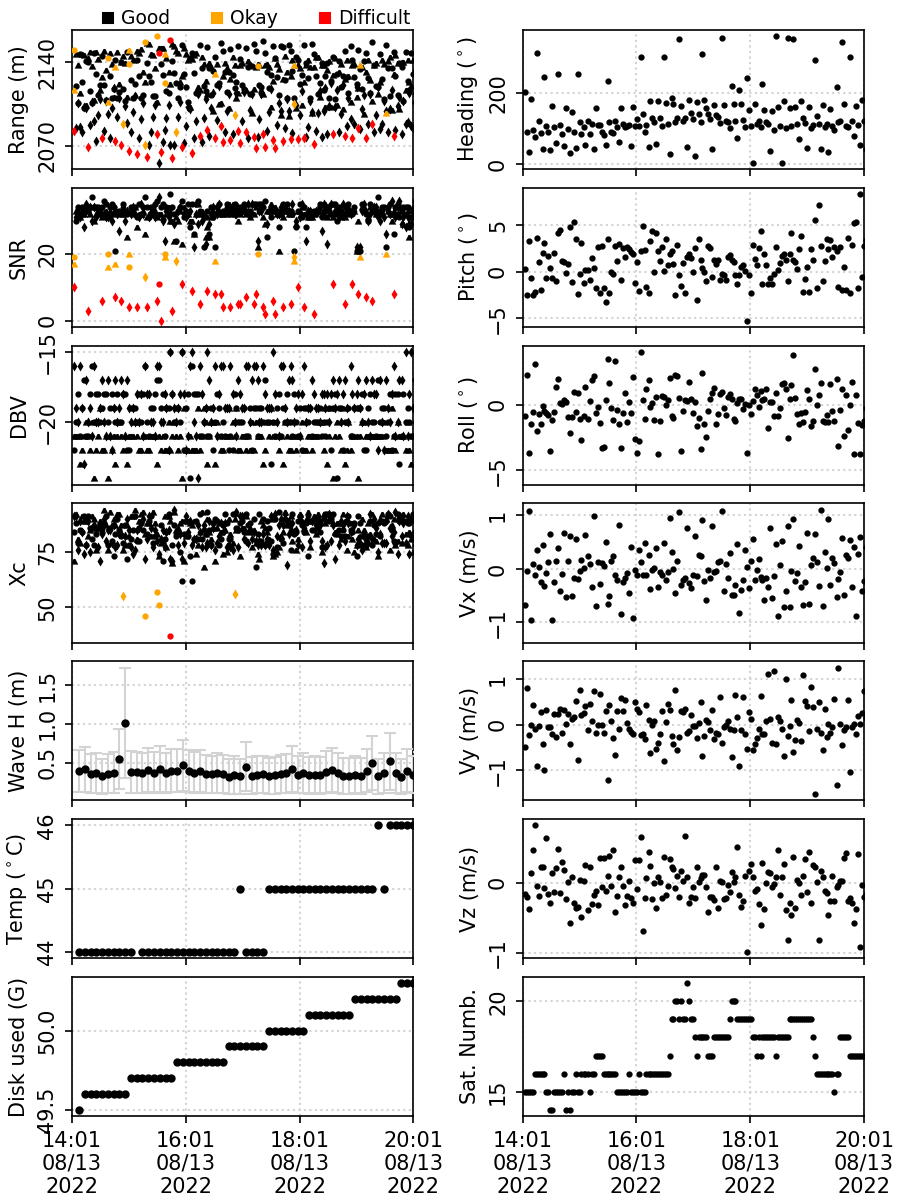 Good Okay Difficult
Range (m)
2140
2070
Heading (°)
200
0
SNR
20
0
Pitch (°)
5
0
−5
DBV
−15
−20
Roll (°)
0
−5
Xc
75
50
Vx (m/s)
1
0
−1
Wave H (m)
1.5
1.0
0.5
Vy (m/s)
1
0
−1
Temp (°C)
46
45
44
Vz (m/s)
0
−1
Disk used (G)
50.0
49.5
Sat. Numb.
20
15
14:01 16:01 18:01 20:01
08/13 08/13 08/13 08/13
2022 2022 2022 2022
14:01 16:01 18:01 20:01
08/13 08/13 08/13 08/13
2022 2022 2022 2022